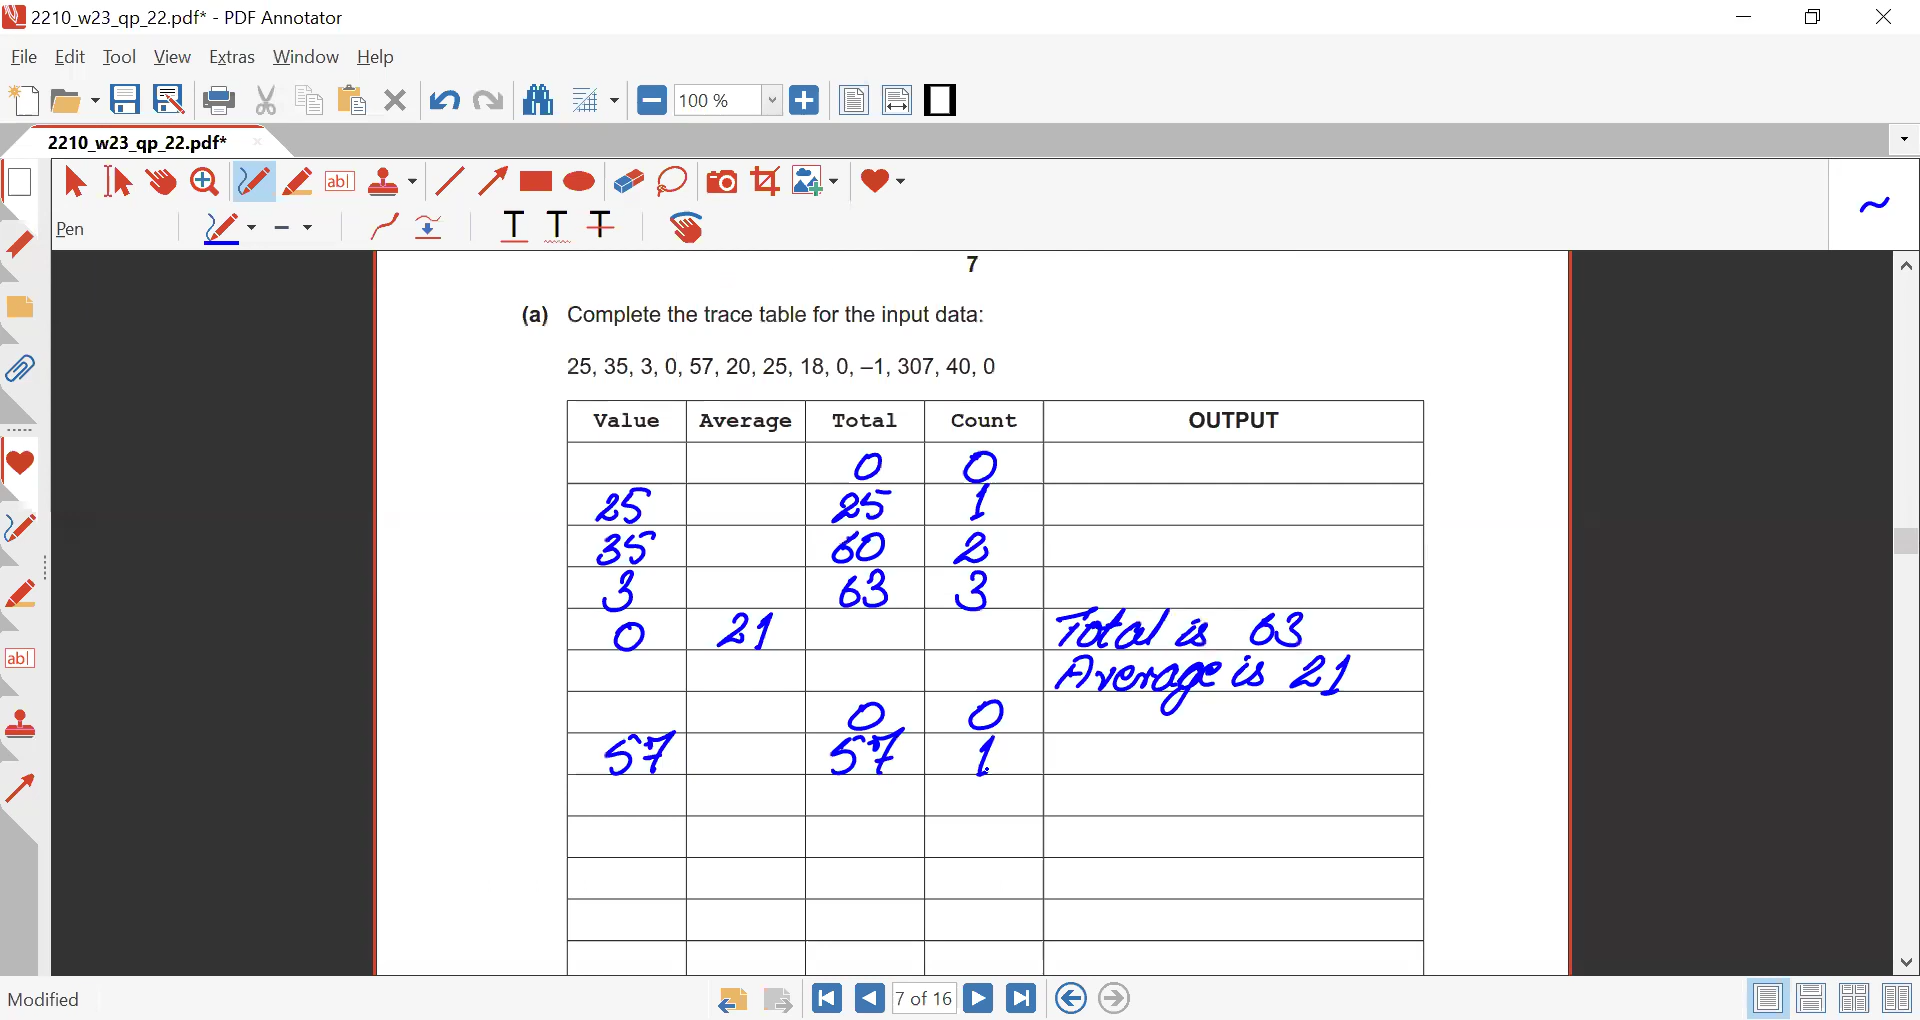 2210_w23_qp_22.pdf* - PDF Annotator
File Edit Tool View Extras Window Help
100 %
2210_w23_qp_22.pdf*
ab|
Pen
T T T
ab|
7
(a) Complete the trace table for the input data:
25, 35, 3, 0, 57, 20, 25, 18, 0, –1, 307, 40, 0
Value Average Total Count OUTPUT
0 0
25 25 1
35 60 2
3 63 3
0 21 Total is 63
Average is 21
0 0
57 57 1
Modified
7 of 16